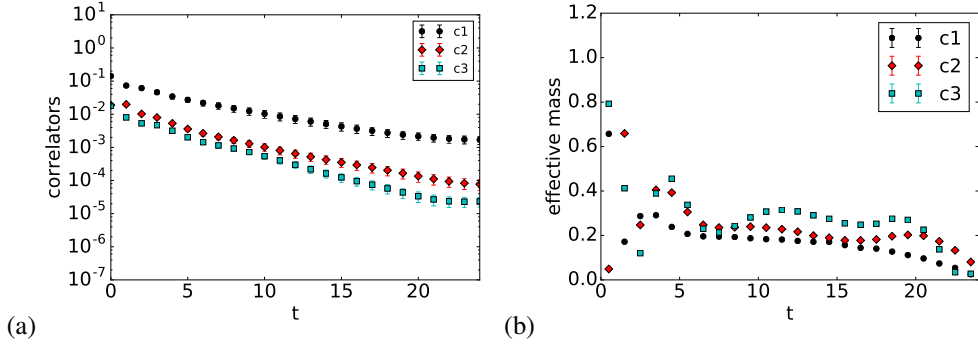 10^1
10^0
10^-1
10^-2
10^-3
10^-4
10^-5
10^-6
10^-7
correlators
0 5 10 15 20
t
c1
c2
c3
(a)
1.2
1.0
0.8
0.6
0.4
0.2
0.0
effective mass
0 5 10 15 20
t
c1
c2
c3
(b)